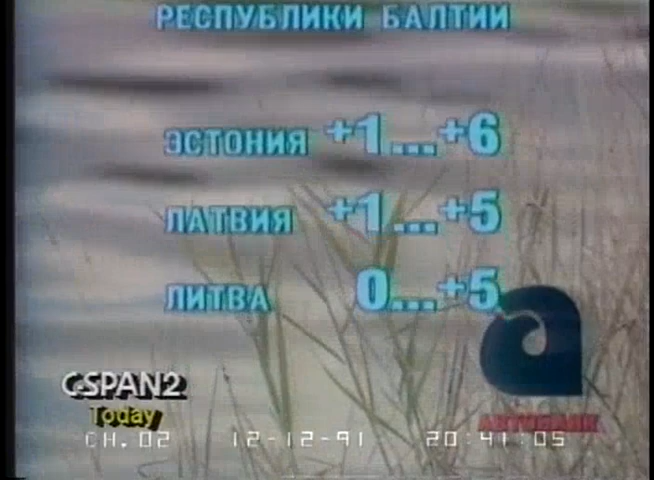 РЕСПУБЛИКИ БАЛТИИ
ЭСТОНИЯ +1...+6
ЛАТВИЯ +1...+5
ЛИТВА 0...+5
C-SPAN2
Today
АВТОБАНК
CH. 02 12-12-91 20:41:05